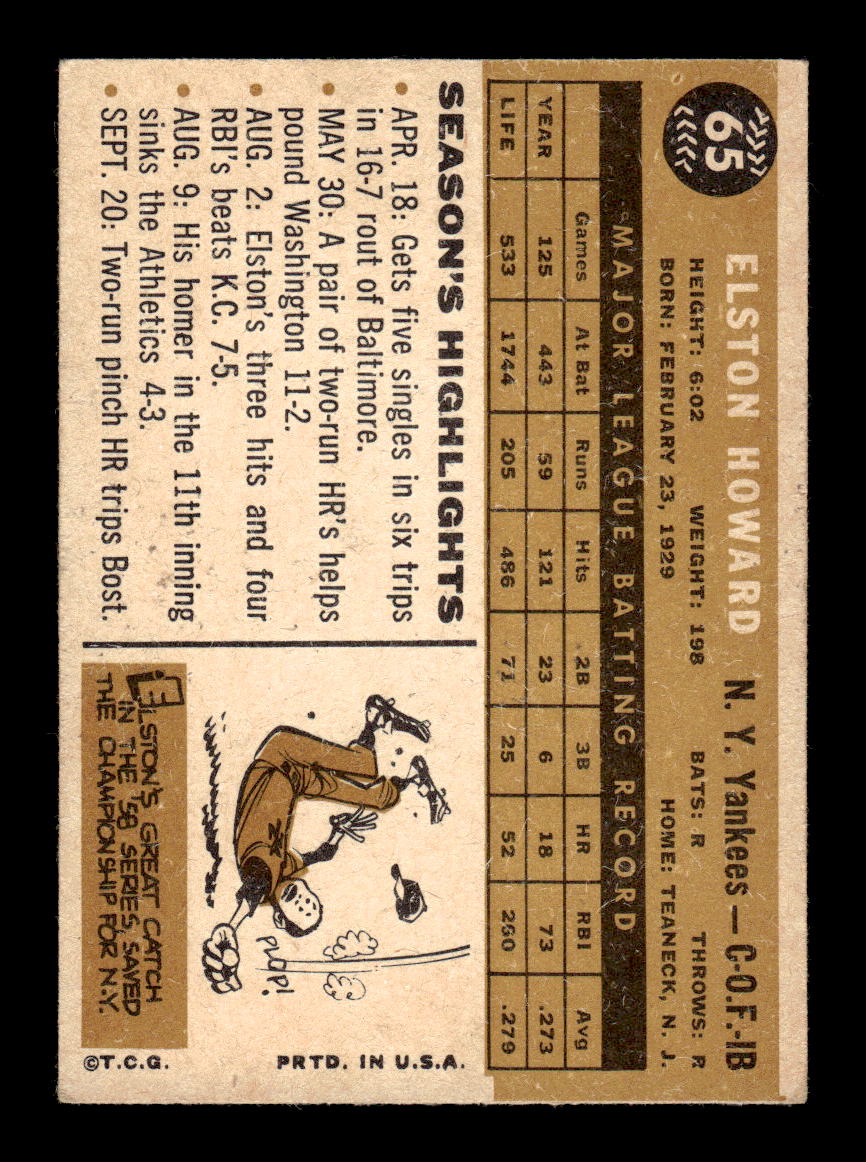 65
ELSTON HOWARD N. Y. Yankees—C-O.F.-1B
HEIGHT: 6:02 WEIGHT: 198 BATS: R THROWS: R
BORN: FEBRUARY 23, 1929 HOME: TEANECK, N. J.
MAJOR LEAGUE BATTING RECORD
Games At Bat Runs Hits 2B 3B HR RBI Avg
YEAR 125 443 59 121 23 6 18 73 .273
LIFE 533 1744 205 486 71 25 52 260 .279
SEASON'S HIGHLIGHTS
• APR. 18: Gets five singles in six trips
in 16-7 rout of Baltimore.
• MAY 30: A pair of two-run HR's helps
pound Washington 11-2.
• AUG. 2: Elston's three hits and four
RBI's beats K.C. 7-5.
• AUG. 9: His homer in the 11th inning
sinks the Athletics 4-3.
• SEPT. 20: Two-run pinch HR trips Bost.
PLOP!
ELSTON'S GREAT CATCH
IN THE '58 SERIES, SAVED
THE CHAMPIONSHIP FOR N.Y.
©T.C.G. PRTD. IN U.S.A.